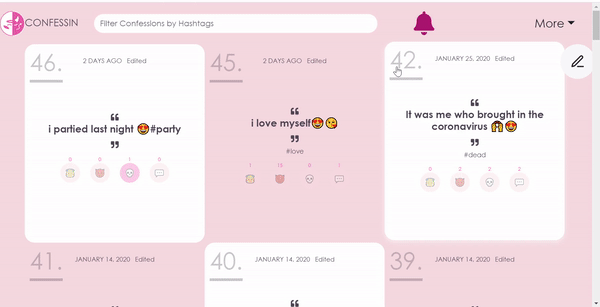 CONFESSIN
Filter Confessions by Hashtags
More
46.
2 DAYS AGO Edited
❝
i partied last night 😍#party
❞
0 0 1 0
45.
2 DAYS AGO Edited
❝
i love myself😍😘
❞
#love
1 10 0 1
42.
JANUARY 25, 2020 Edited
❝
It was me who brought in the
coronavirus 🙆😍
❞
#dead
0 2 3 2
41.
JANUARY 14, 2020 Edited
❝
40.
JANUARY 14, 2020 Edited
❝
39.
JANUARY 14, 2020 Edited
❝